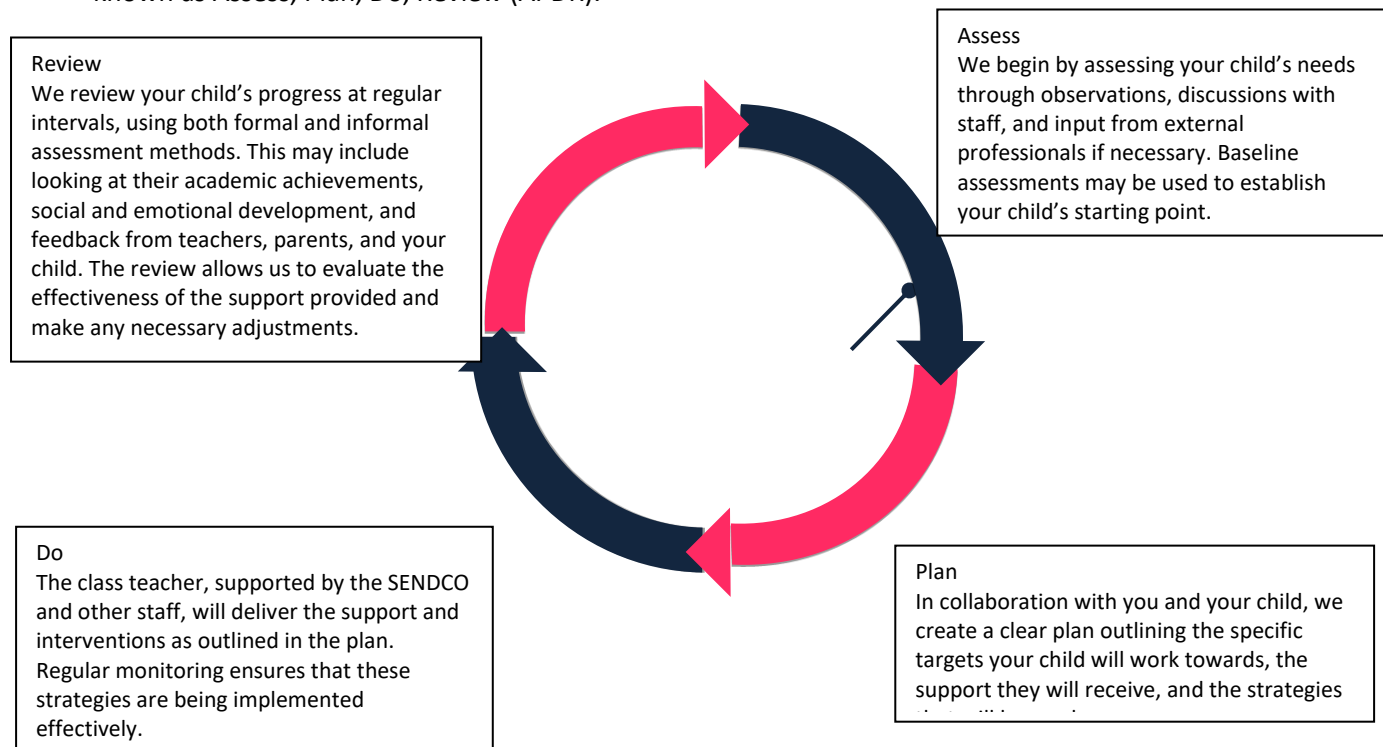 known as Assess, Plan, Do, Review (APDR).
Review
We review your child's progress at regular
intervals, using both formal and informal
assessment methods. This may include
looking at their academic achievements,
social and emotional development, and
feedback from teachers, parents, and your
child. The review allows us to evaluate the
effectiveness of the support provided and
make any necessary adjustments.
Assess
We begin by assessing your child's needs
through observations, discussions with
staff, and input from external
professionals if necessary. Baseline
assessments may be used to establish
your child's starting point.
Do
The class teacher, supported by the SENDCO
and other staff, will deliver the support and
interventions as outlined in the plan.
Regular monitoring ensures that these
strategies are being implemented
effectively.
Plan
In collaboration with you and your child, we
create a clear plan outlining the specific
targets your child will work towards, the
support they will receive, and the strategies